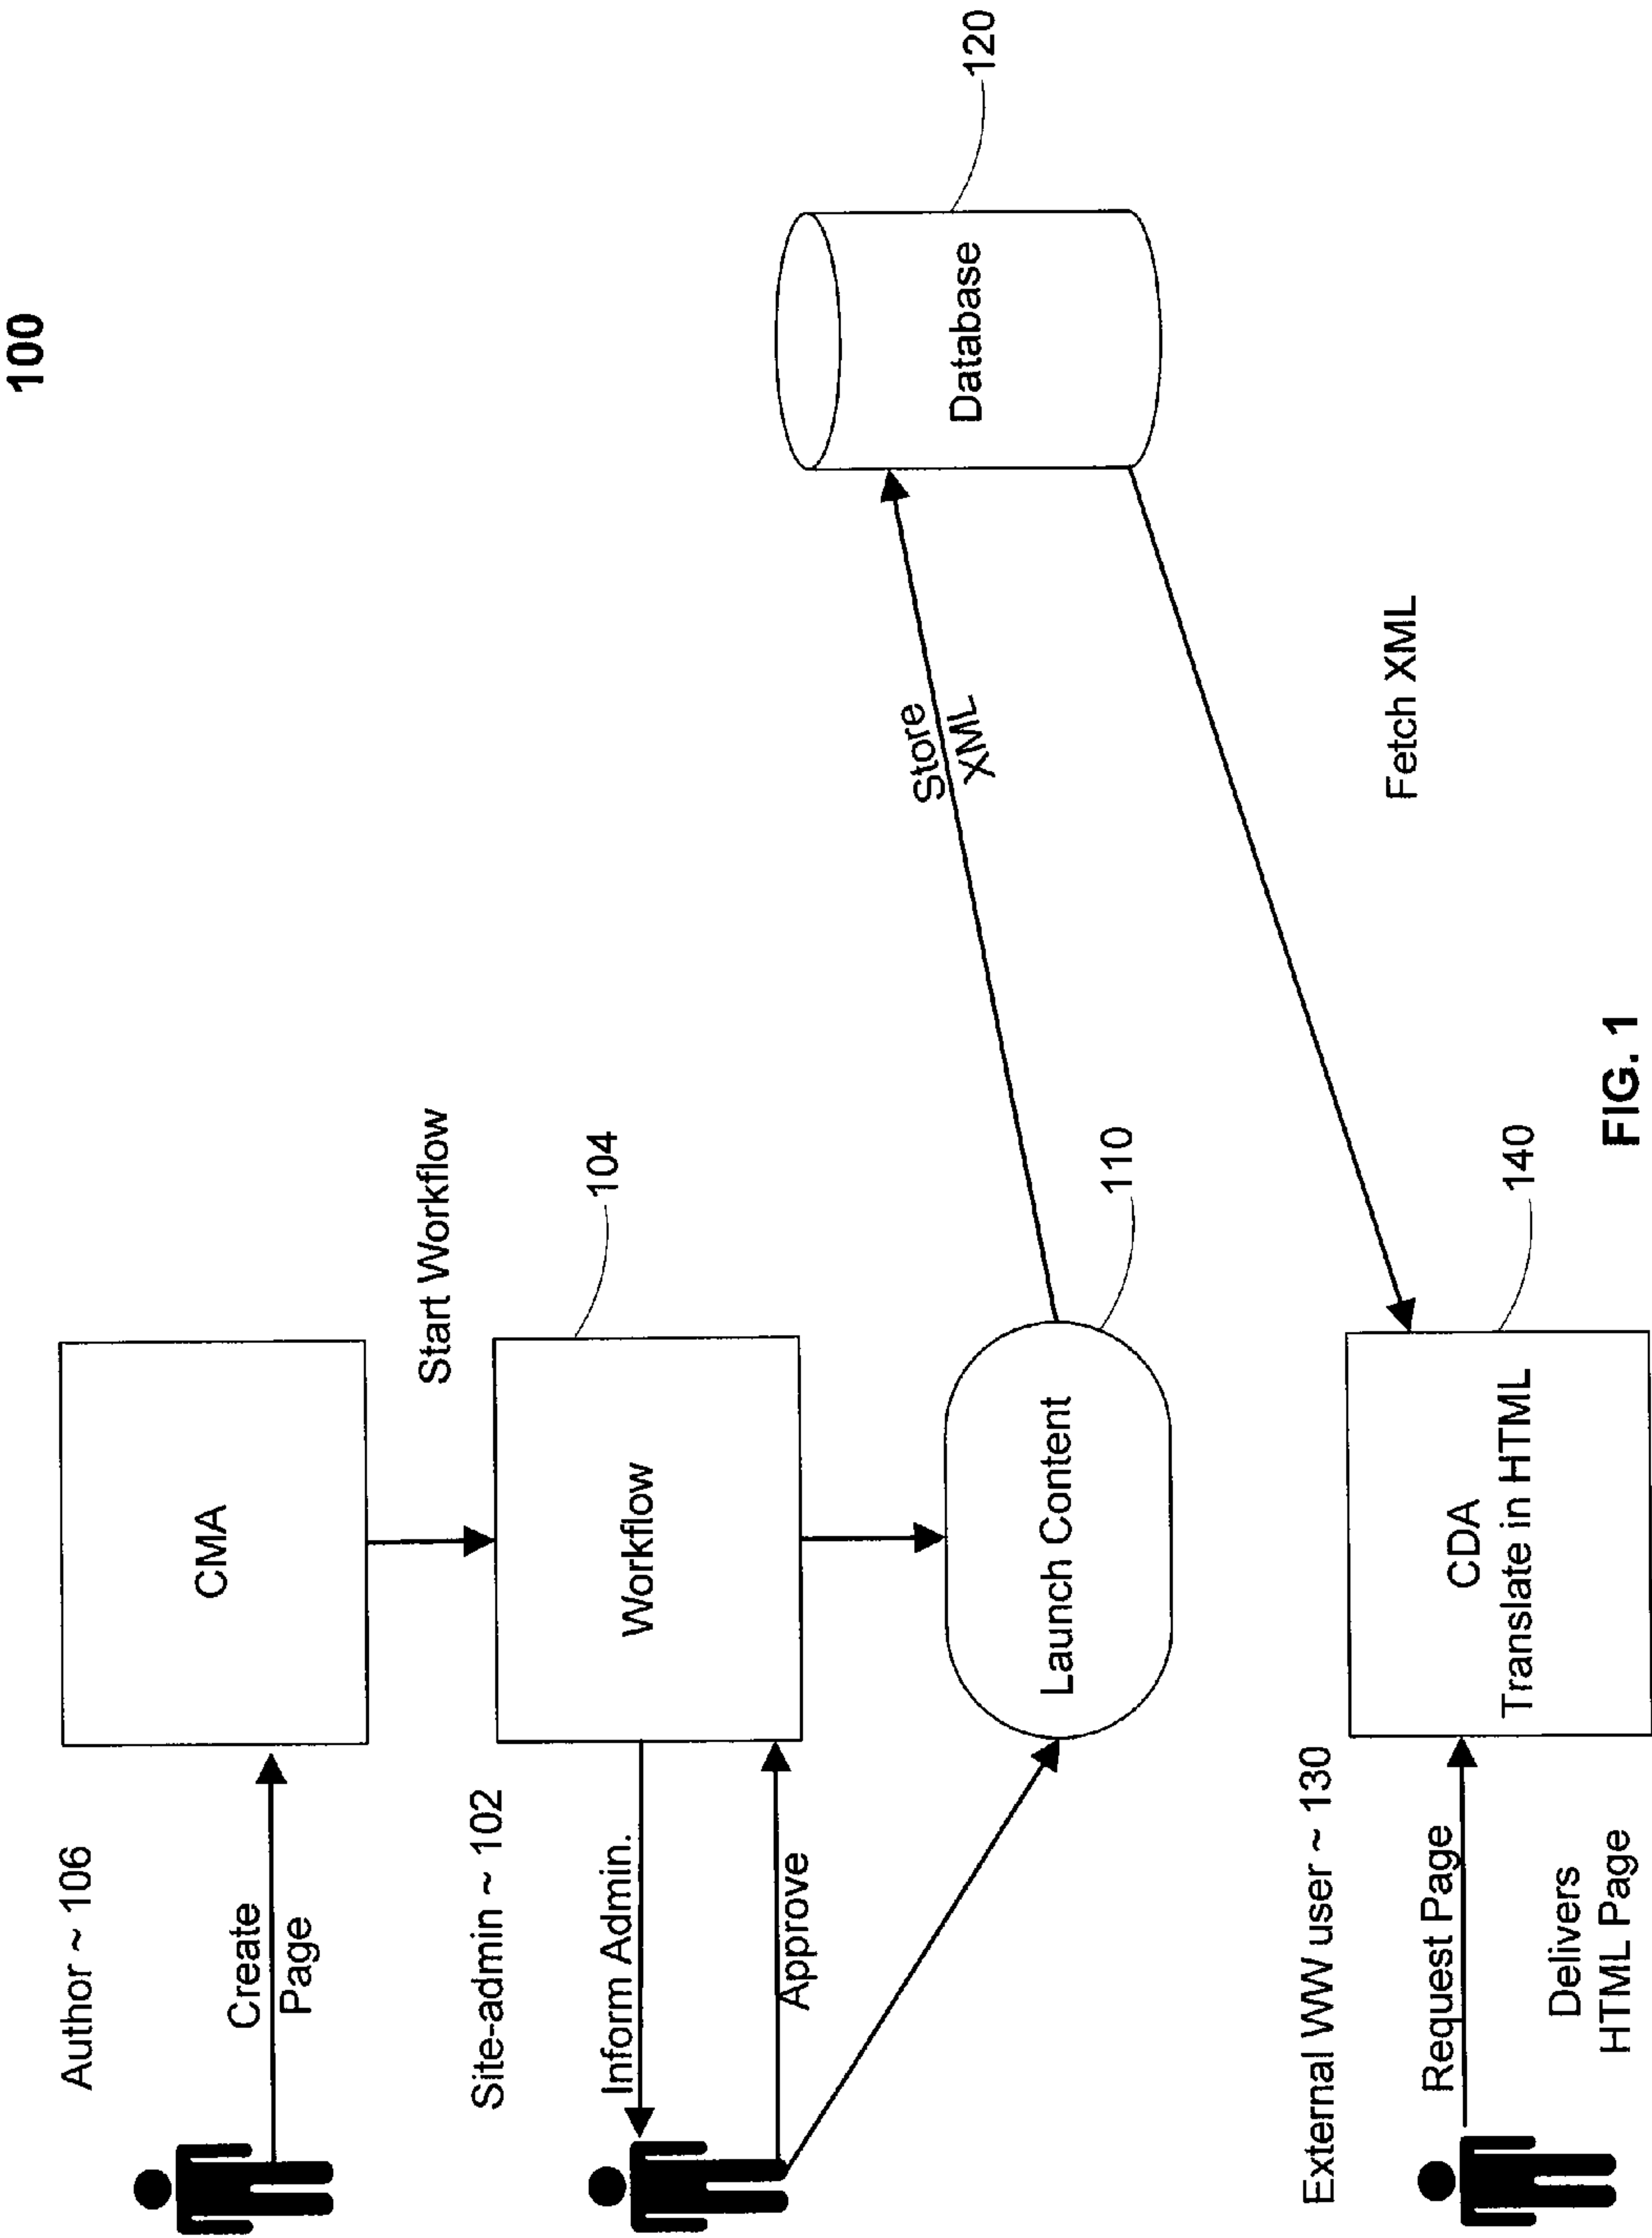 100
Author ~ 106
Create
Page
CMA
Start Workflow
Site-admin ~ 102
Inform Admin.
Approve
Workflow
104
Launch Content
110
Store
XML
Database
120
Fetch XML
External WW user ~ 130
Request Page
Delivers
HTML Page
CDA
Translate in HTML
140
FIG. 1